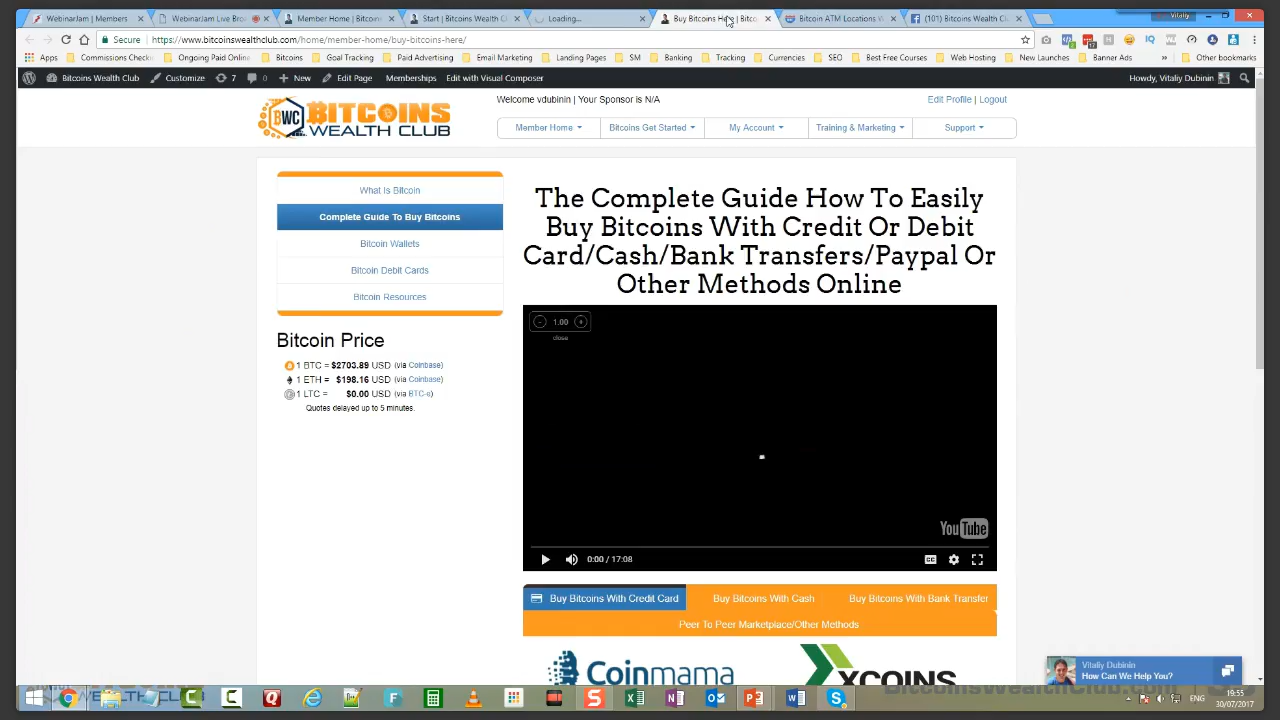 WebinarJam | Members
WebinarJam Live Bro
Member Home | Bitcoin
Start | Bitcoins Wealth C
Loading...
Buy Bitcoins Here | Bitco
Bitcoin ATM Locations W
(101) Bitcoins Wealth Clu
Vitaliy
Secure
https://www.bitcoinswealthclub.com/home/member-home/buy-bitcoins-here/
Apps
Commissions Checks
Ongoing Paid Online
Bitcoins
Goal Tracking
Paid Advertising
Email Marketing
Landing Pages
SM
Banking
Tracking
Currencies
SEO
Best Free Courses
Web Hosting
New Launches
Banner Ads
»
Other bookmarks
Bitcoins Wealth Club
Customize
7
0
New
Edit Page
Memberships
Edit with Visual Composer
Howdy, Vitaliy Dubinin
BWC
BITCOINS
WEALTH CLUB
Welcome vdubinin | Your Sponsor is N/A
Edit Profile | Logout
Member Home
Bitcoins Get Started
My Account
Training & Marketing
Support
What Is Bitcoin
Complete Guide To Buy Bitcoins
Bitcoin Wallets
Bitcoin Debit Cards
Bitcoin Resources
Bitcoin Price
1 BTC = $2703.89 USD (via Coinbase)
1 ETH = $198.16 USD (via Coinbase)
1 LTC = $0.00 USD (via BTC-e)
Quotes delayed up to 5 minutes.
The Complete Guide How To Easily
Buy Bitcoins With Credit Or Debit
Card/Cash/Bank Transfers/Paypal Or
Other Methods Online
- 1.00 +
close
YouTube
0:00 / 17:08
Buy Bitcoins With Credit Card
Buy Bitcoins With Cash
Buy Bitcoins With Bank Transfer
Peer To Peer Marketplace/Other Methods
Coinmama
XCOINS
Vitaliy Dubinin
How Can We Help You?
WEALTH CLUB
BitcoinsWealthClub.com
ENG
19:55
30/07/2017